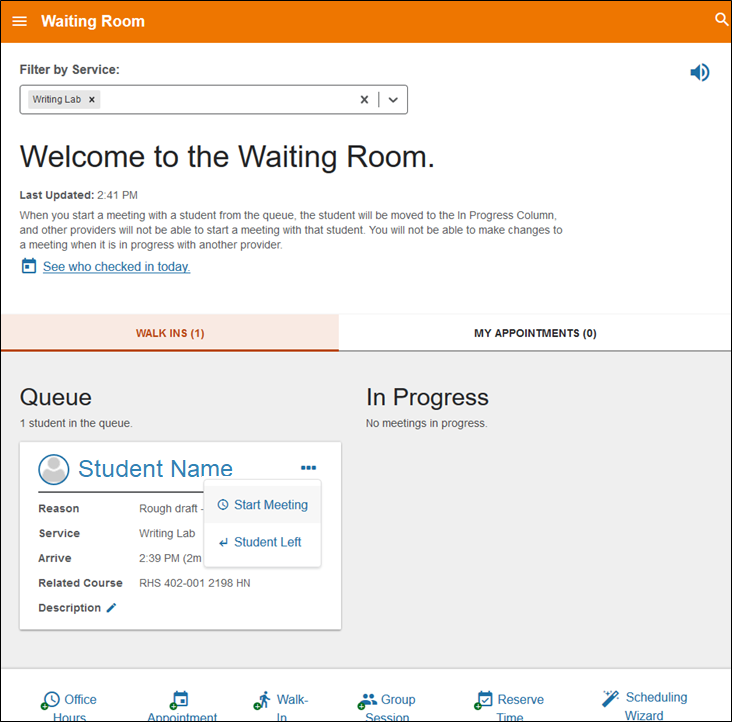 Waiting Room
Filter by Service:
Writing Lab
Welcome to the Waiting Room.
Last Updated: 2:41 PM
When you start a meeting with a student from the queue, the student will be moved to the In Progress Column,
and other providers will not be able to start a meeting with that student. You will not be able to make changes to
a meeting when it is in progress with another provider.
See who checked in today.
WALK INS (1)
MY APPOINTMENTS (0)
Queue
1 student in the queue.
In Progress
No meetings in progress.
Student Name
Reason Rough draft -
Start Meeting
Service Writing Lab
Student Left
Arrive 2:39 PM (2m
Related Course RHS 402-001 2198 HN
Description
Office
Hours
Appointment
Walk-
In
Group
Session
Reserve
Time
Scheduling
Wizard